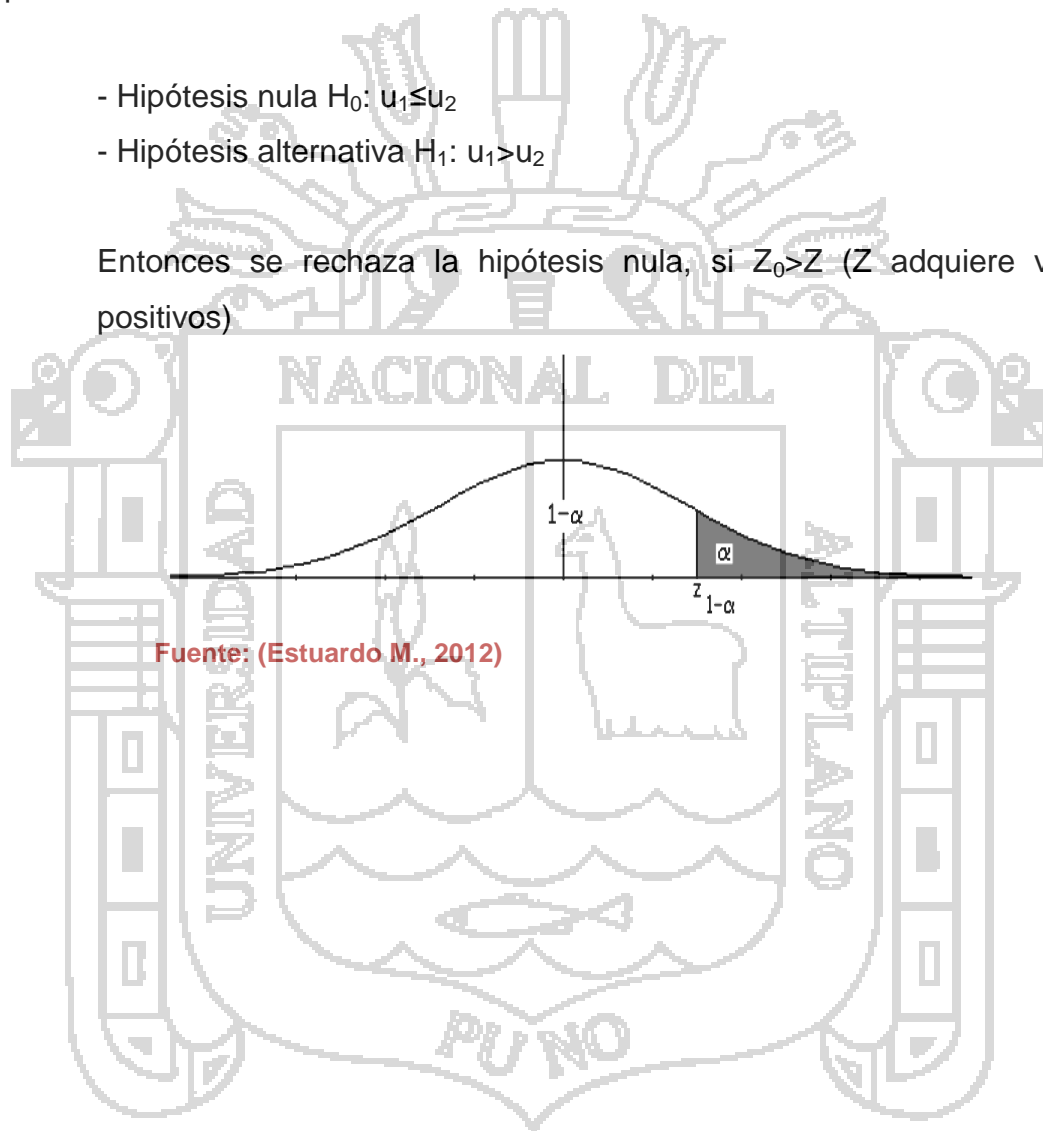 - Hipótesis nula H₀: u₁≤u₂
- Hipótesis alternativa H₁: u₁>u₂
Entonces se rechaza la hipótesis nula, si Z₀>Z (Z adquiere
positivos)
NACIONAL DEL
1-α
α
z₁₋α
Fuente: (Estuardo M., 2012)
UNIVERSIDAD
ALTIPLANO
PUNO